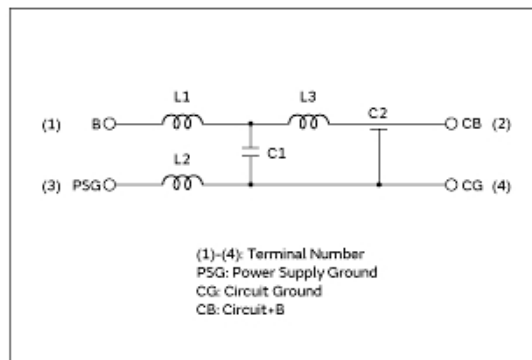 L1
L3
C2
(1) B
CB (2)
C1
L2
(3) PSG
CG (4)
(1)-(4): Terminal Number
PSG: Power Supply Ground
CG: Circuit Ground
CB: Circuit+B